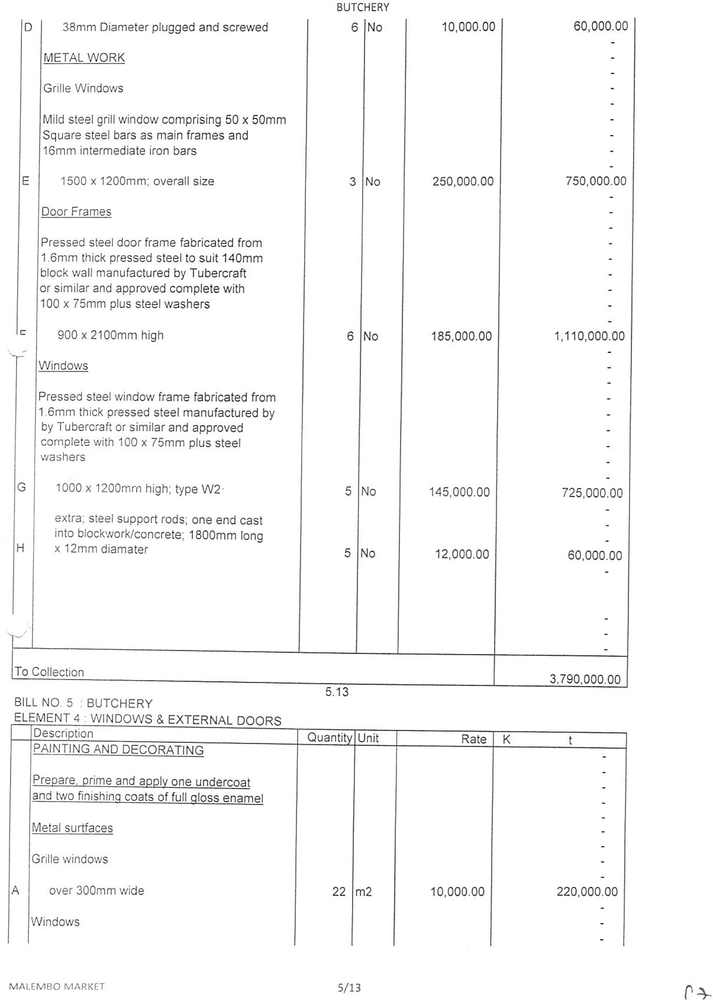 BUTCHERY
D 38mm Diameter plugged and screwed 6 No 10,000.00 60,000.00
-
METAL WORK -
-
Grille Windows -
-
Mild steel grill window comprising 50 x 50mm -
Square steel bars as main frames and -
16mm intermediate iron bars -
-
E 1500 x 1200mm; overall size 3 No 250,000.00 750,000.00
-
Door Frames -
-
Pressed steel door frame fabricated from -
1.6mm thick pressed steel to suit 140mm -
block wall manufactured by Tubercraft -
or similar and approved complete with -
100 x 75mm plus steel washers -
-
900 x 2100mm high 6 No 185,000.00 1,110,000.00
-
Windows -
-
Pressed steel window frame fabricated from -
1.6mm thick pressed steel manufactured by -
by Tubercraft or similar and approved -
complete with 100 x 75mm plus steel -
washers -
-
G 1000 x 1200mm high; type W2 5 No 145,000.00 725,000.00
-
extra; steel support rods; one end cast -
into blockwork/concrete; 1800mm long -
H x 12mm diamater 5 No 12,000.00 60,000.00
-
-
-
-
To Collection 3,790,000.00
5.13
BILL NO. 5 : BUTCHERY
ELEMENT 4 : WINDOWS & EXTERNAL DOORS
Description Quantity Unit Rate K t
PAINTING AND DECORATING -
-
Prepare, prime and apply one undercoat -
and two finishing coats of full gloss enamel -
-
Metal surtfaces -
-
Grille windows -
-
A over 300mm wide 22 m2 10,000.00 220,000.00
-
Windows -
-
MALEMBO MARKET 5/13